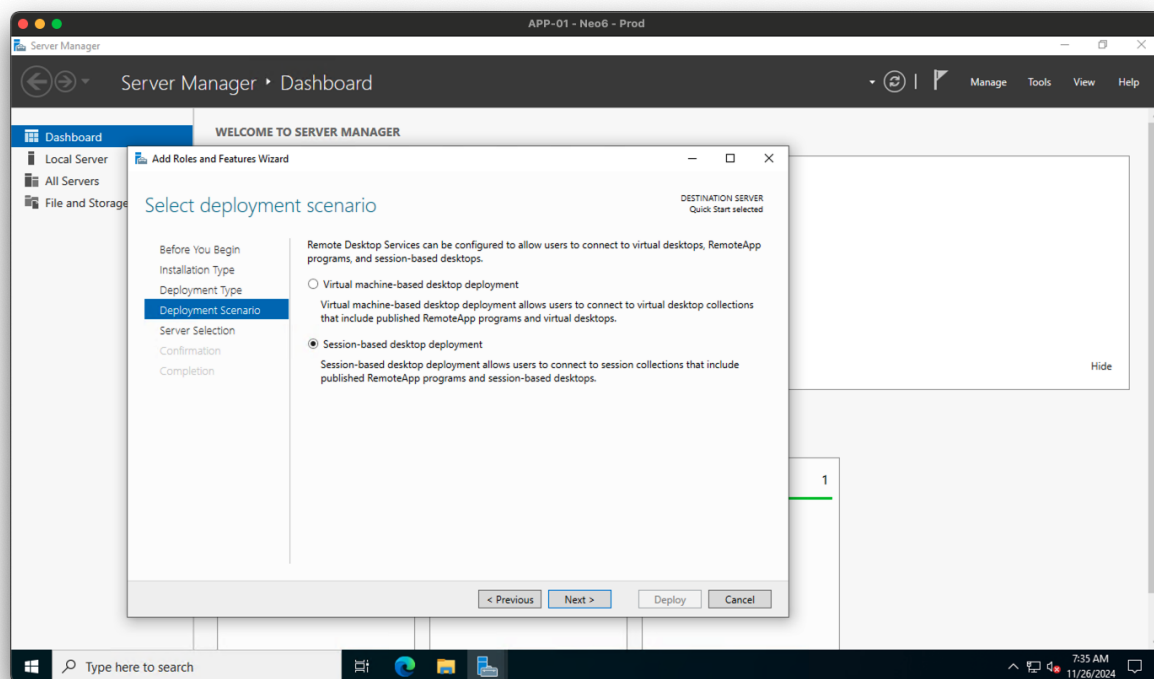 APP-01 - Neo6 - Prod
Server Manager
Server Manager ‣ Dashboard
Manage Tools View Help
Dashboard
Local Server
All Servers
File and Storage
WELCOME TO SERVER MANAGER
Add Roles and Features Wizard
Select deployment scenario
DESTINATION SERVER
Quick Start selected
Before You Begin
Installation Type
Deployment Type
Deployment Scenario
Server Selection
Confirmation
Completion
Remote Desktop Services can be configured to allow users to connect to virtual desktops, RemoteApp
programs, and session-based desktops.
Virtual machine-based desktop deployment
Virtual machine-based desktop deployment allows users to connect to virtual desktop collections
that include published RemoteApp programs and virtual desktops.
Session-based desktop deployment
Session-based desktop deployment allows users to connect to session collections that include
published RemoteApp programs and session-based desktops.
< Previous Next > Deploy Cancel
Hide
1
Type here to search
7:35 AM
11/26/2024